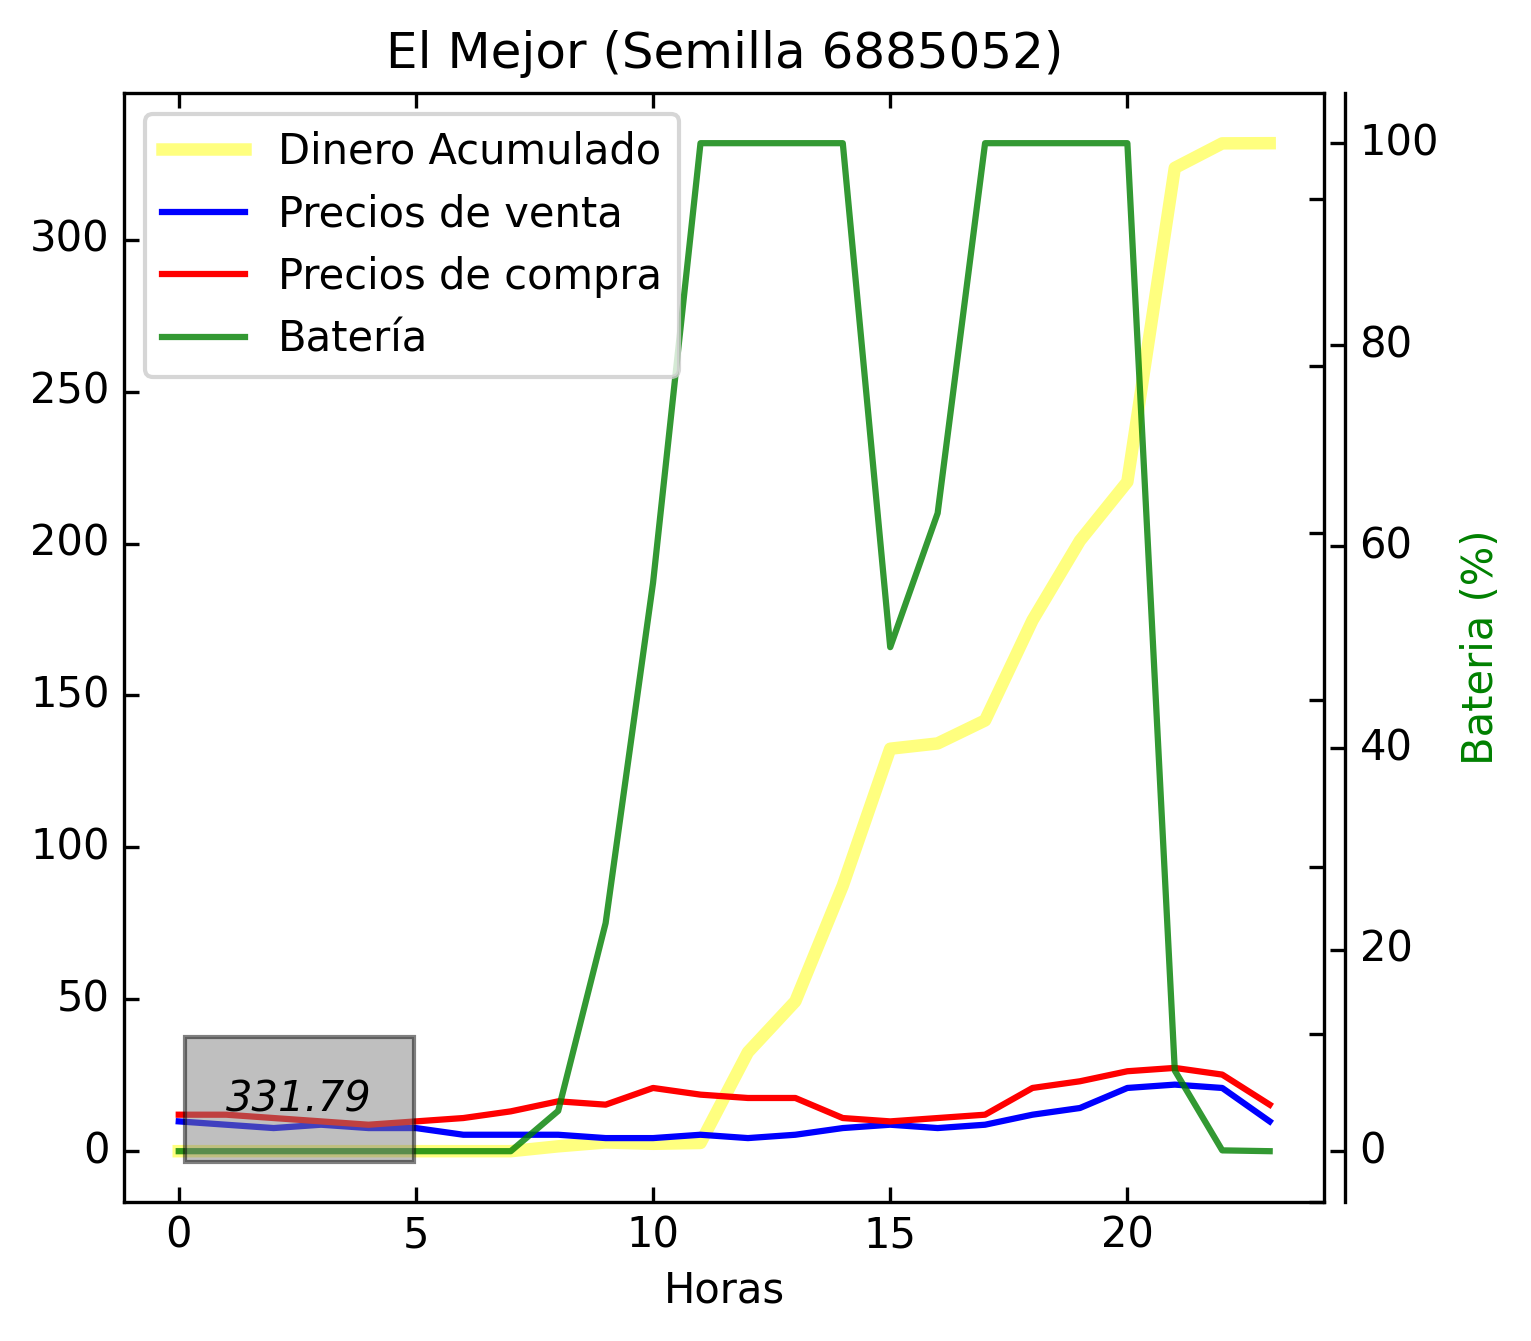 El Mejor (Semilla 6885052)
Dinero Acumulado
Precios de venta
Precios de compra
Batería
300
250
200
150
100
50
0
331.79
100
80
60
40
20
0
Bateria (%)
0 5 10 15 20
Horas